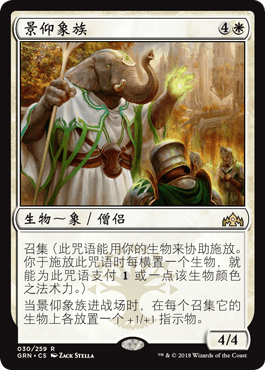 景仰象族 4
生物～象 / 僧侣
召集（此咒语能用你的生物来协助施放。
你于施放此咒语时每横置一个生物，就
能为此咒语支付 1 或一点该生物颜色
之法术力。）
当景仰象族进战场时，在每个召集它的
生物上各放置一个 +1/+1 指示物。
4/4
030/259 R
GRN • CS ZACK STELLA
™ & © 2018 Wizards of the Coast